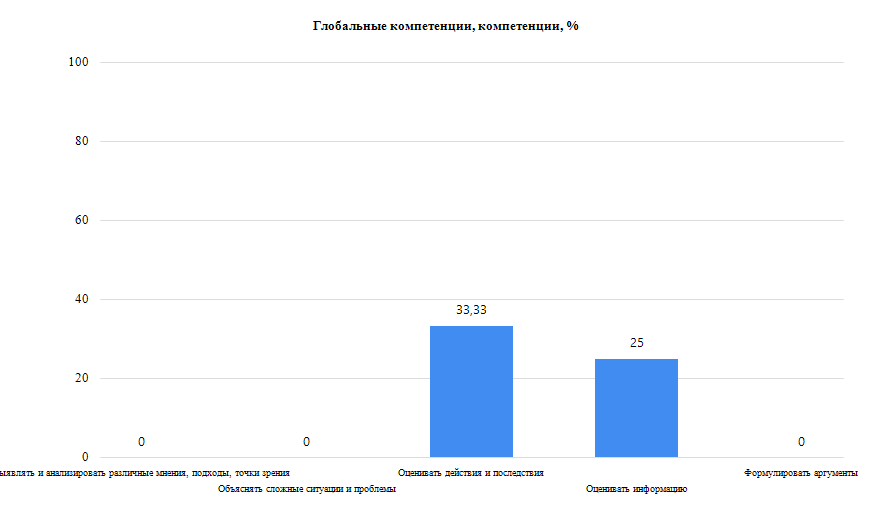 Глобальные компетенции, компетенции, %
100
80
60
40
33,33
25
20
0
0
0
0
ыявлять и анализировать различные мнения, подходы, точки зрения
Оценивать действия и последствия
Формулировать аргументы
Объяснять сложные ситуации и проблемы
Оценивать информацию